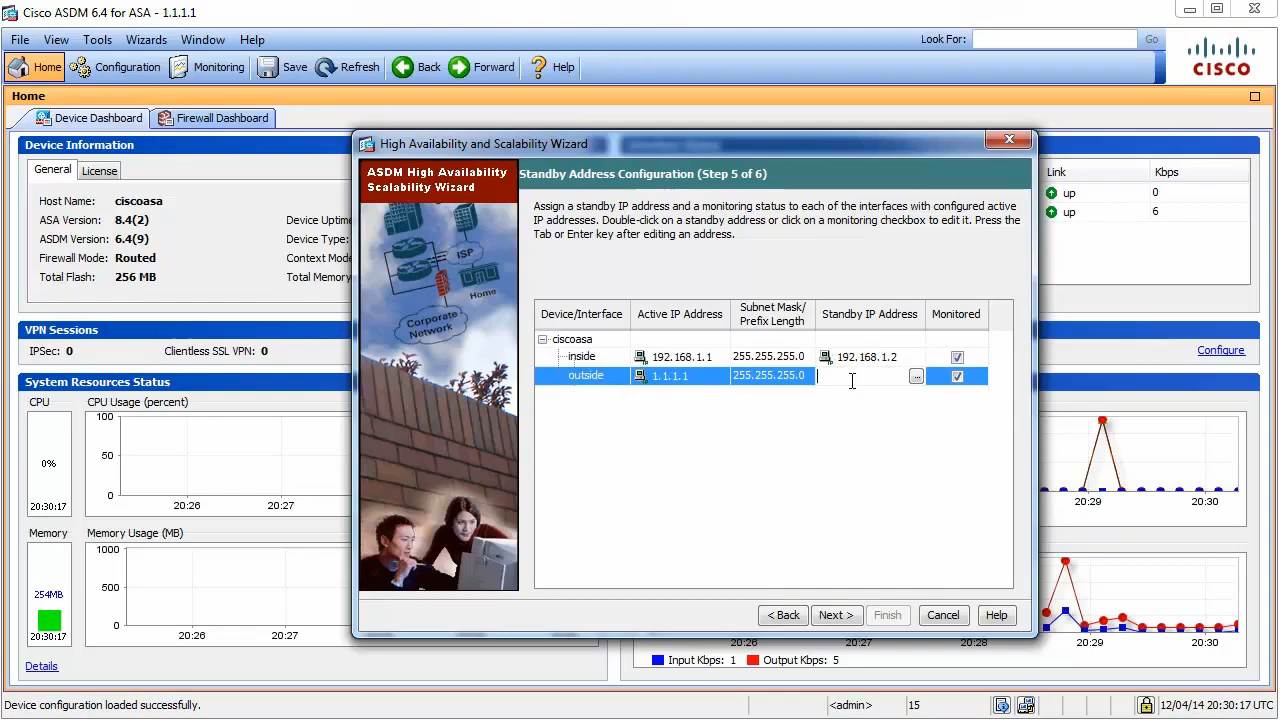 Cisco ASDM 6.4 for ASA - 1.1.1.1
File View Tools Wizards Window Help
Look For: Go
Home Configuration Monitoring Save Refresh Back Forward Help
CISCO
Home
Device Dashboard Firewall Dashboard
Device Information
General License
Host Name: ciscoasa
ASA Version: 8.4(2) Device Uptim
ASDM Version: 6.4(9) Device Type:
Firewall Mode: Routed Context Mod
Total Flash: 256 MB Total Memory
Link Kbps
up 0
up 6
VPN Sessions
IPSec: 0 Clientless SSL VPN: 0
Configure
System Resources Status
CPU CPU Usage (percent)
100
50
0
0%
20:30:17
20:26 20:27
Memory Memory Usage (MB)
1000
500
0
254MB
20:30:17
20:26 20:27
Details
High Availability and Scalability Wizard
ASDM High Availability
Scalability Wizard
ISP
Home
Corporate
Network
Standby Address Configuration (Step 5 of 6)
Assign a standby IP address and a monitoring status to each of the interfaces with configured active
IP addresses. Double-click on a standby address or click on a monitoring checkbox to edit it. Press the
Tab or Enter key after editing an address.
Device/Interface Active IP Address Subnet Mask/ Prefix Length Standby IP Address Monitored
ciscoasa
inside 192.168.1.1 255.255.255.0 192.168.1.2
outside 1.1.1.1 255.255.255.0 ...
< Back Next > Finish Cancel Help
20:29 20:30
20:26 20:27 20:28 20:29 20:30
Input Kbps: 1 Output Kbps: 5
Device configuration loaded successfully. <admin> 15 12/04/14 20:30:17 UTC